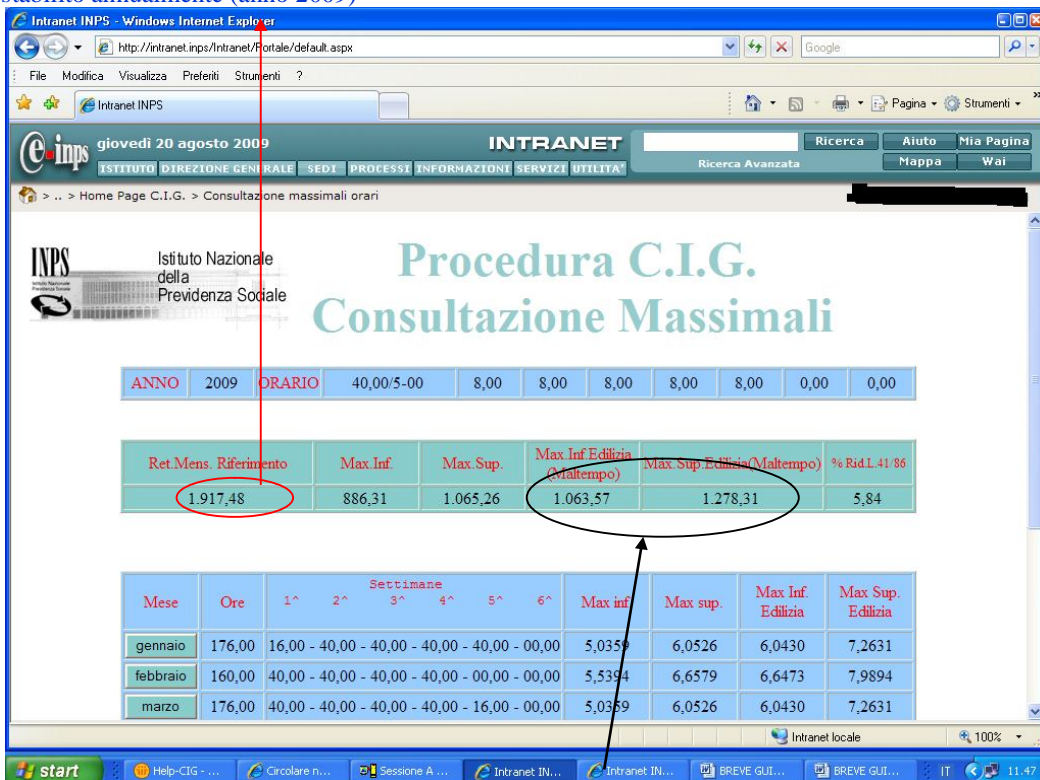 stabilito annualmente (anno 2009)
Intranet INPS - Windows Internet Explorer
http://intranet.inps/Intranet/Portale/default.aspx
Google
File Modifica Visualizza Preferiti Strumenti ?
Intranet INPS
Pagina
Strumenti
»
e inps
giovedì 20 agosto 2009
INTRANET
Ricerca Aiuto Mia Pagina
ISTITUTO DIREZIONE GENERALE SEDI PROCESSI INFORMAZIONI SERVIZI UTILITA'
Ricerca Avanzata
Mappa Wai
> .. > Home Page C.I.G. > Consultazione massimali orari
INPS
Istituto Nazionale
della
Previdenza Sociale
Procedura C.I.G.
Consultazione Massimali
ANNO 2009 ORARIO 40,00/5-00 8,00 8,00 8,00 8,00 8,00 0,00 0,00
Ret.Mens. Riferimento Max.Inf. Max.Sup. Max.Inf Edilizia (Maltempo) Max.Sup.Edilizia(Maltempo) % Rid.L.41/86
1.917,48 886,31 1.065,26 1.063,57 1.278,31 5,84
Mese Ore Settimane 1^ 2^ 3^ 4^ 5^ 6^ Max inf Max sup. Max Inf. Edilizia Max Sup. Edilizia
gennaio 176,00 16,00 - 40,00 - 40,00 - 40,00 - 40,00 - 00,00 5,0359 6,0526 6,0430 7,2631
febbraio 160,00 40,00 - 40,00 - 40,00 - 40,00 - 00,00 - 00,00 5,5394 6,6579 6,6473 7,9894
marzo 176,00 40,00 - 40,00 - 40,00 - 40,00 - 16,00 - 00,00 5,0359 6,0526 6,0430 7,2631
Intranet locale 100%
start Help-CIG - ... Circolare n... Sessione A ... Intranet IN... Intranet IN... BREVE GUI... BREVE GUI... IT 11.47